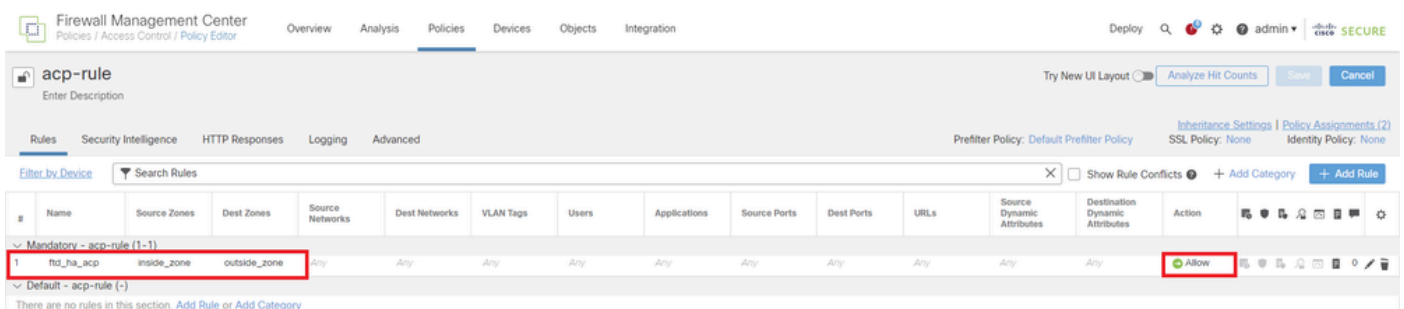 Firewall Management Center
Policies / Access Control / Policy Editor
Overview Analysis Policies Devices Objects Integration
Deploy admin cisco SECURE
acp-rule
Enter Description
Try New UI Layout Analyze Hit Counts Save Cancel
Rules Security Intelligence HTTP Responses Logging Advanced
Inheritance Settings | Policy Assignments (2)
Prefilter Policy: Default Prefilter Policy SSL Policy: None Identity Policy: None
Filter by Device Search Rules Show Rule Conflicts + Add Category + Add Rule
# Name Source Zones Dest Zones Source Networks Dest Networks VLAN Tags Users Applications Source Ports Dest Ports URLs Source Dynamic Attributes Destination Dynamic Attributes Action
Mandatory - acp-rule (1-1)
1 ftd_ha_acp inside_zone outside_zone Any Any Any Any Any Any Any Any Any Any Allow 0
Default - acp-rule (-)
There are no rules in this section. Add Rule or Add Category